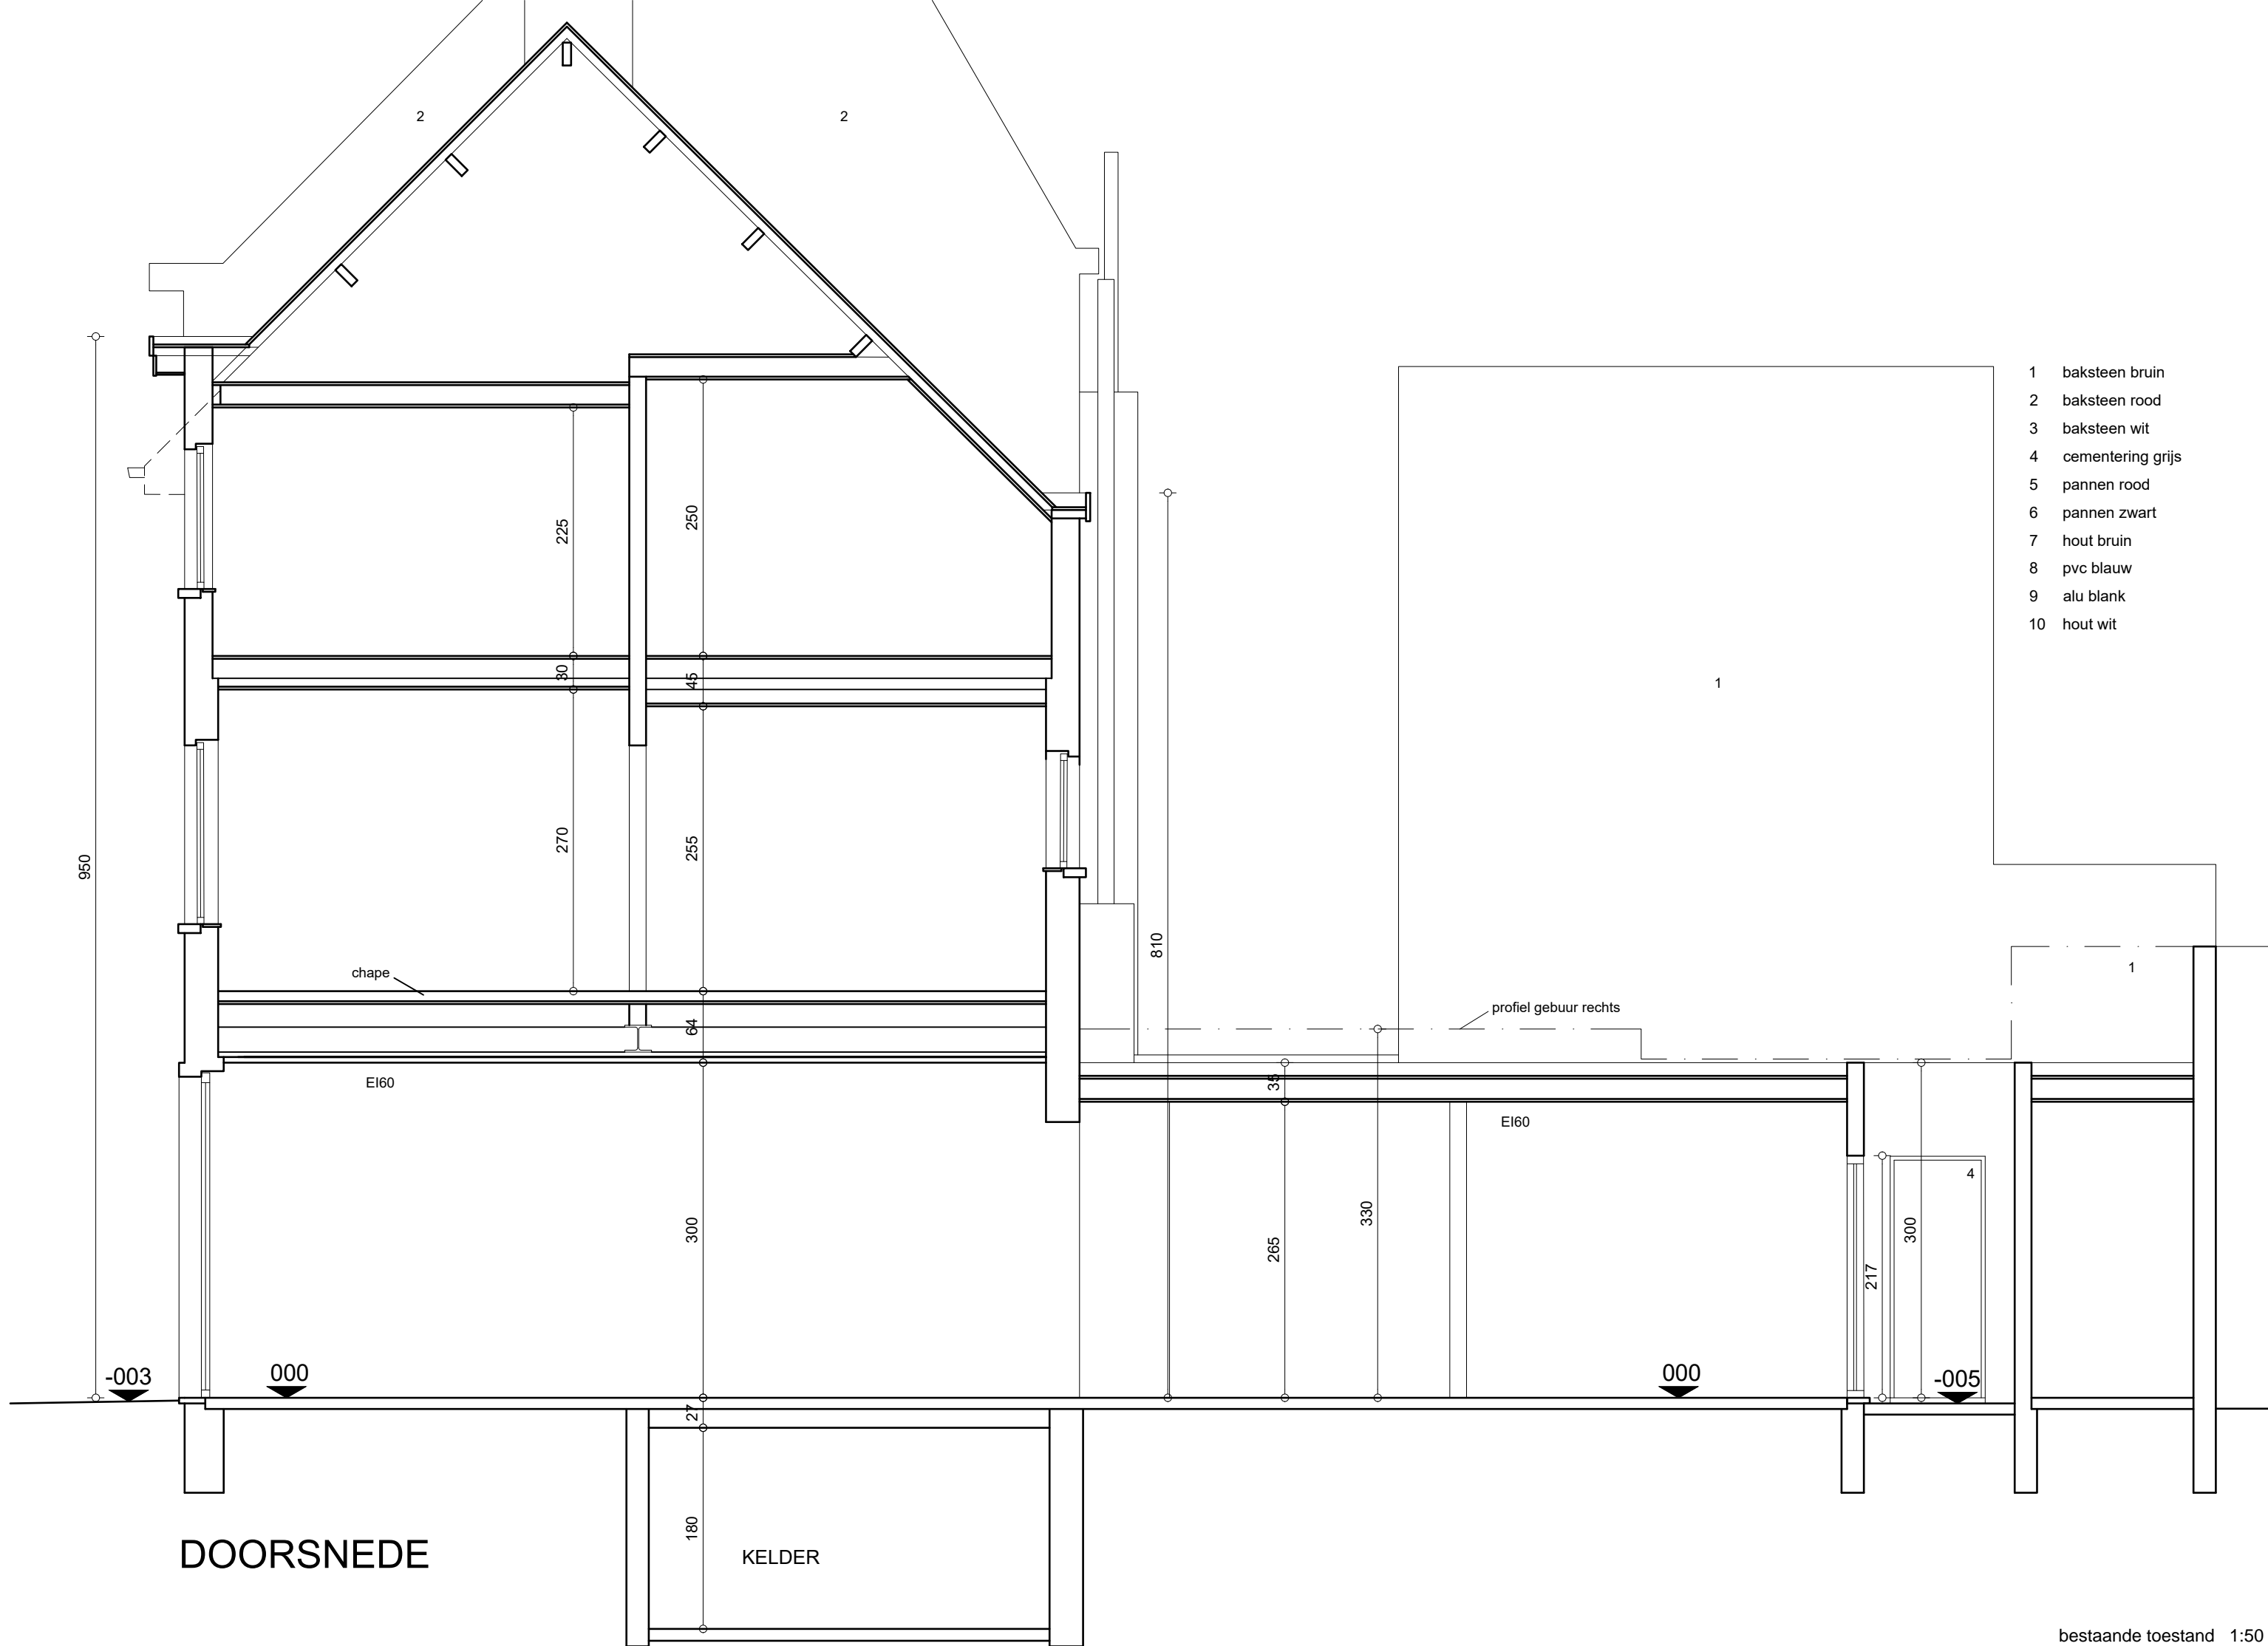 2
2
1 baksteen bruin
2 baksteen rood
3 baksteen wit
4 cementering grijs
5 pannen rood
6 pannen zwart
7 hout bruin
8 pvc blauw
9 alu blank
10 hout wit
225
250
30
45
1
270
255
950
810
chape
1
64
profiel gebuur rechts
EI60
35
EI60
4
300
265
330
217
300
-003
000
000
-005
27
180
DOORSNEDE
KELDER
bestaande toestand 1:50